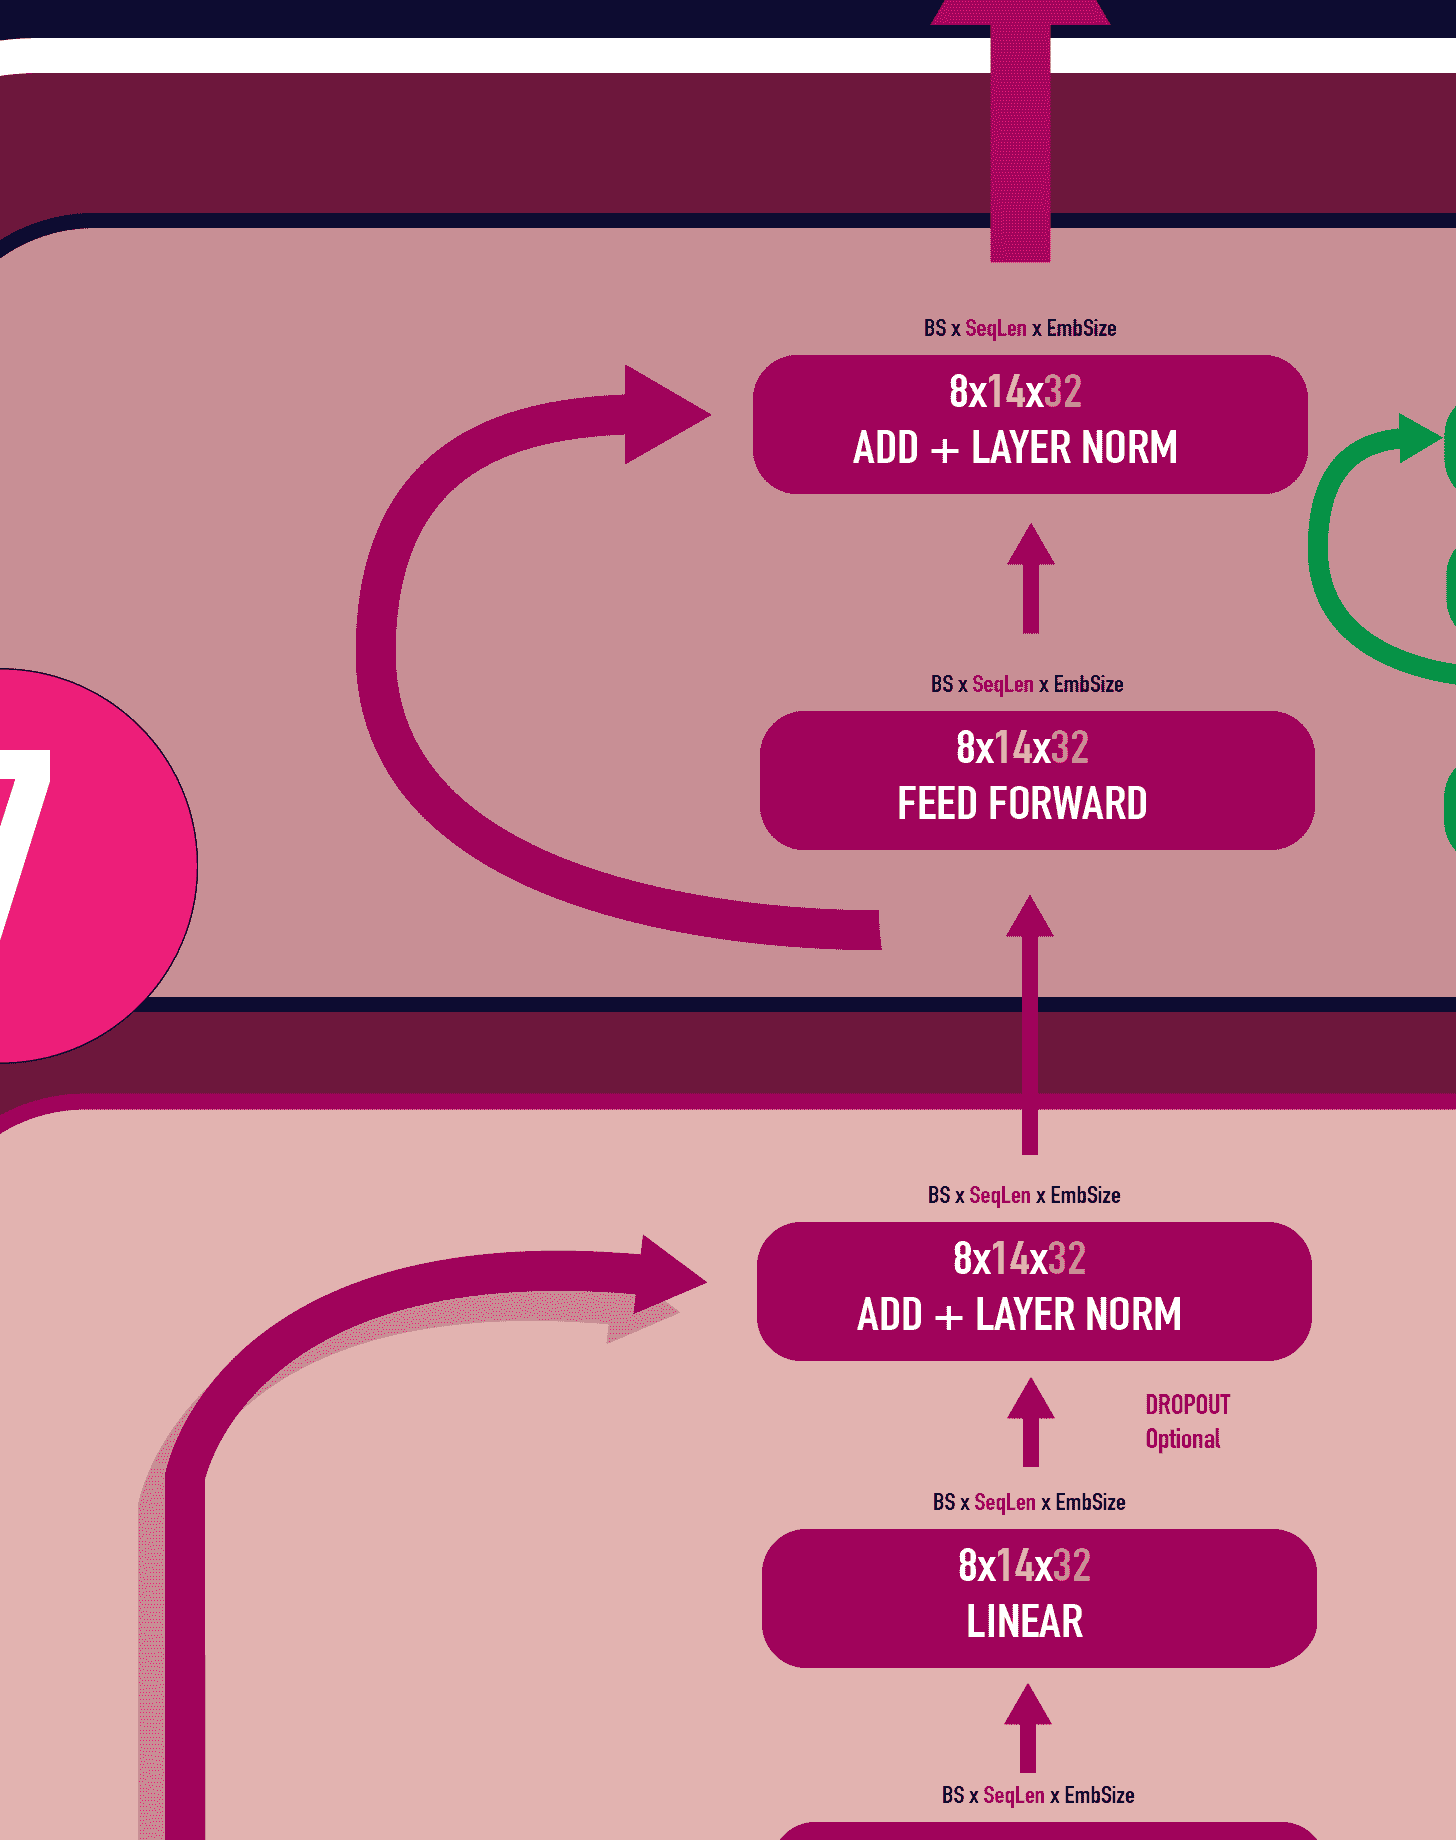 BS x SeqLen x EmbSize
8x14x32
ADD + LAYER NORM
BS x SeqLen x EmbSize
8x14x32
FEED FORWARD
7
BS x SeqLen x EmbSize
8x14x32
ADD + LAYER NORM
DROPOUT
Optional
BS x SeqLen x EmbSize
8x14x32
LINEAR
BS x SeqLen x EmbSize